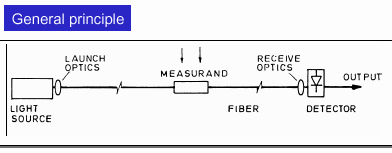 General principle
LAUNCH
OPTICS
MEASURAND
RECEIVE
OPTICS
OUTPUT
LIGHT
SOURCE
FIBER
DETECTOR